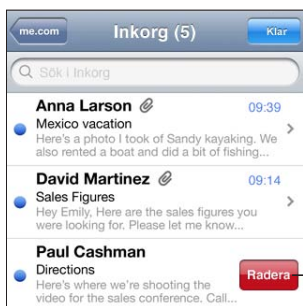 me.com
Inkorg (5)
Klar
Sök i Inkorg
Anna Larson
09:39
Mexico vacation
Here's a photo I took of Sandy kayaking. We
also rented a boat and did a bit of fishing...
David Martinez
09:14
Sales Figures
Hey Emily, Here are the sales figures you
were looking for. Please let me know...
Paul Cashman
Directions
Here's where we're shooting the
video for the sales conference. Call...
Radera